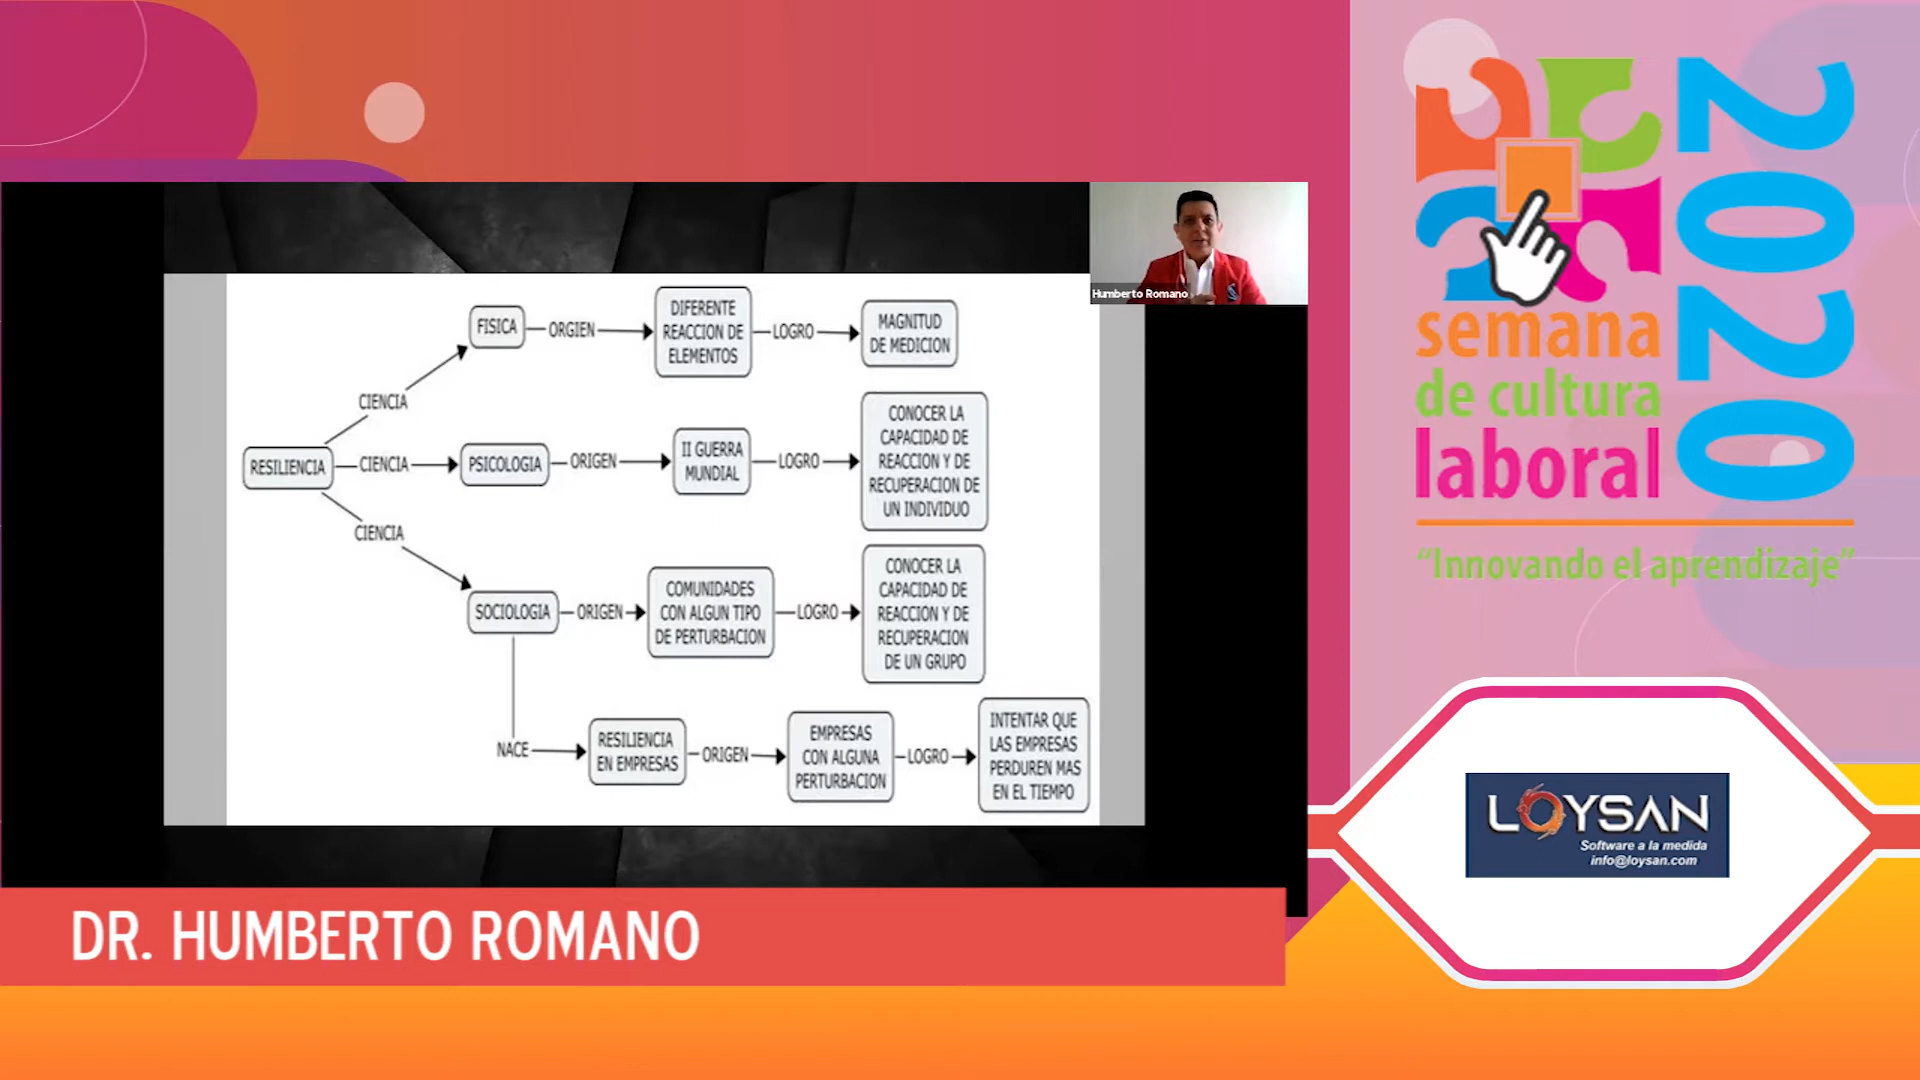 Humberto Romano
FISICA
ORGIEN
DIFERENTE
REACCION DE
ELEMENTOS
LOGRO
MAGNITUD
DE MEDICION
CIENCIA
RESILIENCIA
CIENCIA
PSICOLOGIA
ORIGEN
II GUERRA
MUNDIAL
LOGRO
CONOCER LA
CAPACIDAD DE
REACCION Y DE
RECUPERACION DE
UN INDIVIDUO
CIENCIA
SOCIOLOGIA
ORIGEN
COMUNIDADES
CON ALGUN TIPO
DE PERTURBACION
LOGRO
CONOCER LA
CAPACIDAD DE
REACCION Y DE
RECUPERACION
DE UN GRUPO
NACE
RESILIENCIA
EN EMPRESAS
ORIGEN
EMPRESAS
CON ALGUNA
PERTURBACION
LOGRO
INTENTAR QUE
LAS EMPRESAS
PERDUREN MAS
EN EL TIEMPO
DR. HUMBERTO ROMANO
semana
de cultura
laboral
2020
"Innovando el aprendizaje"
LOYSAN
Software a la medida
info@loysan.com